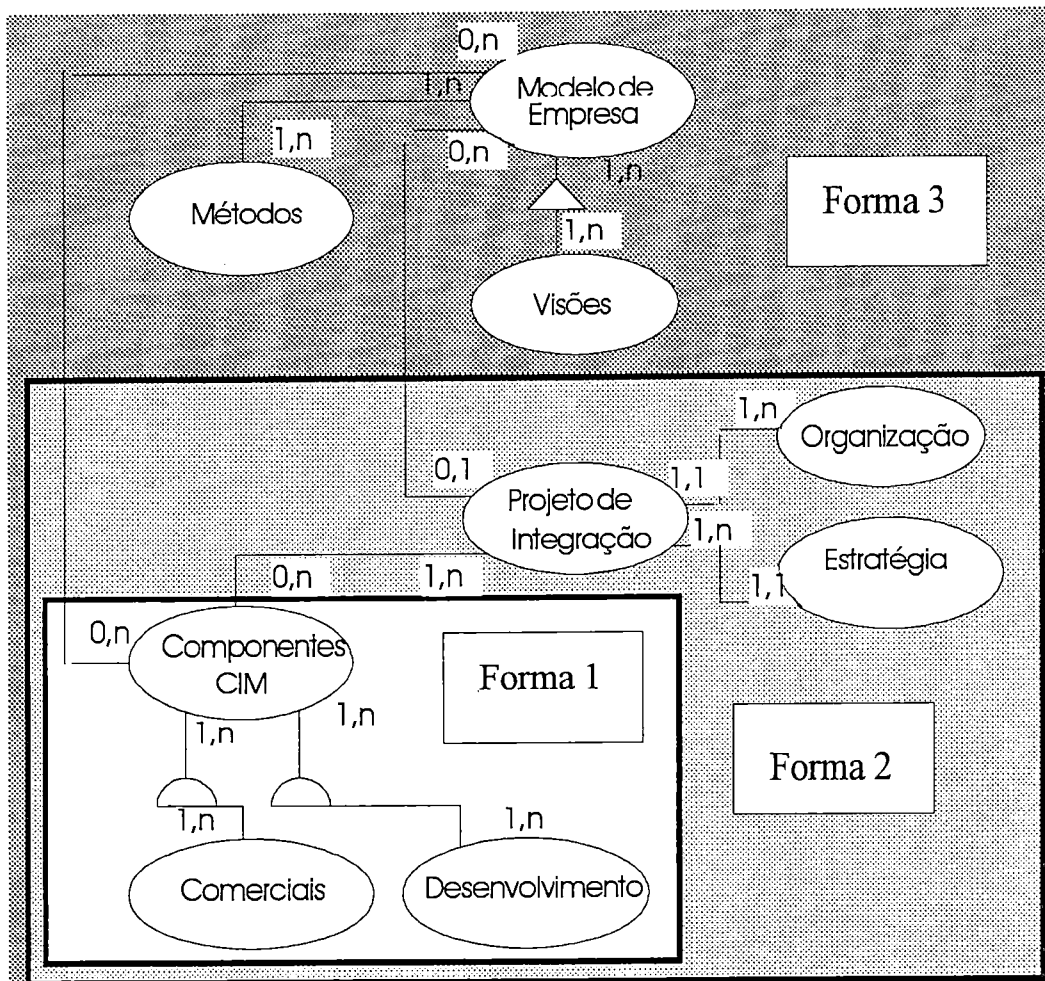 0,n
1,n
Modelo de
Empresa
1,n
0,n
1,n
Métodos
Forma 3
1,n
Visões
1,n
Organização
0,1
1,1
Projeto de
Integração
1,n
Estratégia
0,n
1,n
1,1
0,n
Componentes
CIM
Forma 1
1,n
1,n
Forma 2
1,n
1,n
Comerciais
Desenvolvimento